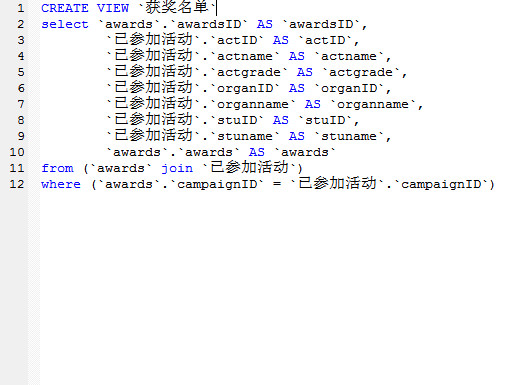 1 CREATE VIEW `获奖名单`
2 select `awards`.`awardsID` AS `awardsID`,
3 `已参加活动`.`actID` AS `actID`,
4 `已参加活动`.`actname` AS `actname`,
5 `已参加活动`.`actgrade` AS `actgrade`,
6 `已参加活动`.`organID` AS `organID`,
7 `已参加活动`.`organname` AS `organname`,
8 `已参加活动`.`stuID` AS `stuID`,
9 `已参加活动`.`stuname` AS `stuname`,
10 `awards`.`awards` AS `awards`
11 from (`awards` join `已参加活动`)
12 where (`awards`.`campaignID` = `已参加活动`.`campaignID`)